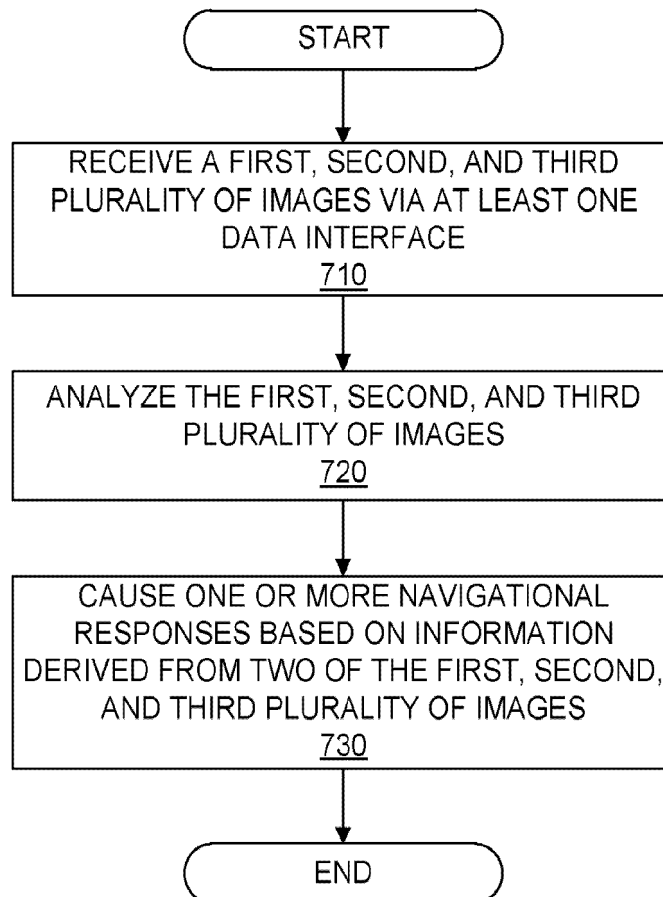 START
RECEIVE A FIRST, SECOND, AND THIRD
PLURALITY OF IMAGES VIA AT LEAST ONE
DATA INTERFACE
710
ANALYZE THE FIRST, SECOND, AND THIRD
PLURALITY OF IMAGES
720
CAUSE ONE OR MORE NAVIGATIONAL
RESPONSES BASED ON INFORMATION
DERIVED FROM TWO OF THE FIRST, SECOND,
AND THIRD PLURALITY OF IMAGES
730
END